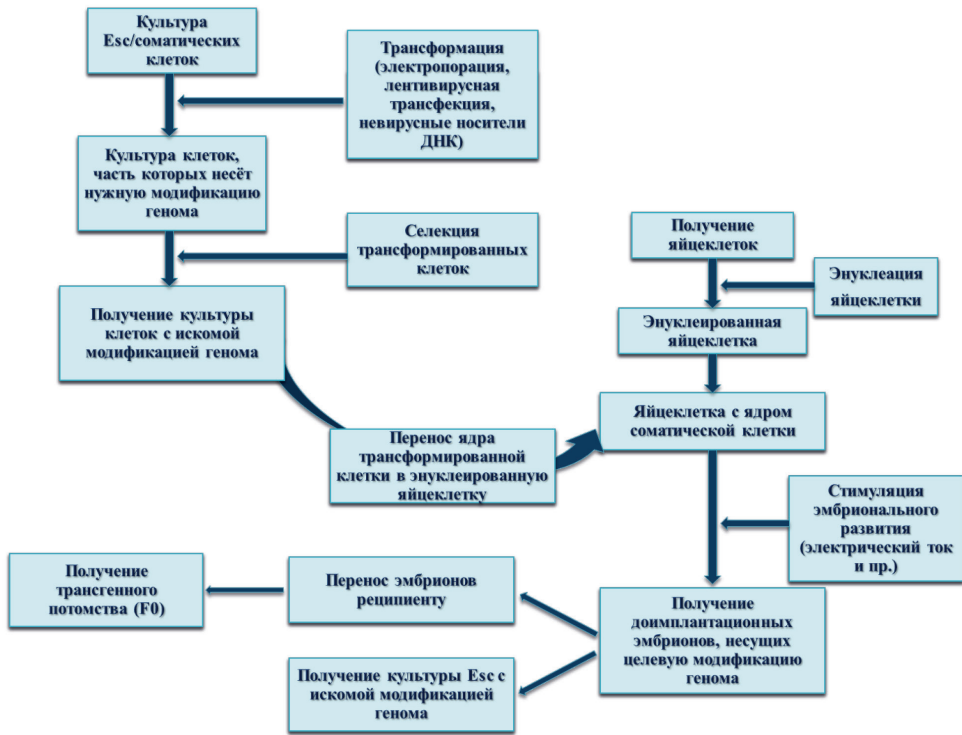 Культура
Esc/соматических
клеток
Трансформация
(электропорация,
лентивирусная
трансфекция,
невирусные носители
ДНК)
Культура клеток,
часть которых несёт
нужную модификацию
генома
Селекция
трансформированных
клеток
Получение культуры
клеток с искомой
модификацией генома
Получение
яйцеклеток
Энуклеация
яйцеклетки
Энуклеированная
яйцеклетка
Яйцеклетка с ядром
соматической клетки
Перенос ядра
трансформированной
клетки в энуклеированную
яйцеклетку
Стимуляция
эмбрионального
развития
(электрический ток
и пр.)
Получение
доимплантационных
эмбрионов, несущих
целевую модификацию
генома
Перенос эмбрионов
реципиенту
Получение
трансгенного
потомства (F0)
Получение культуры Esc с
искомой модификацией
генома